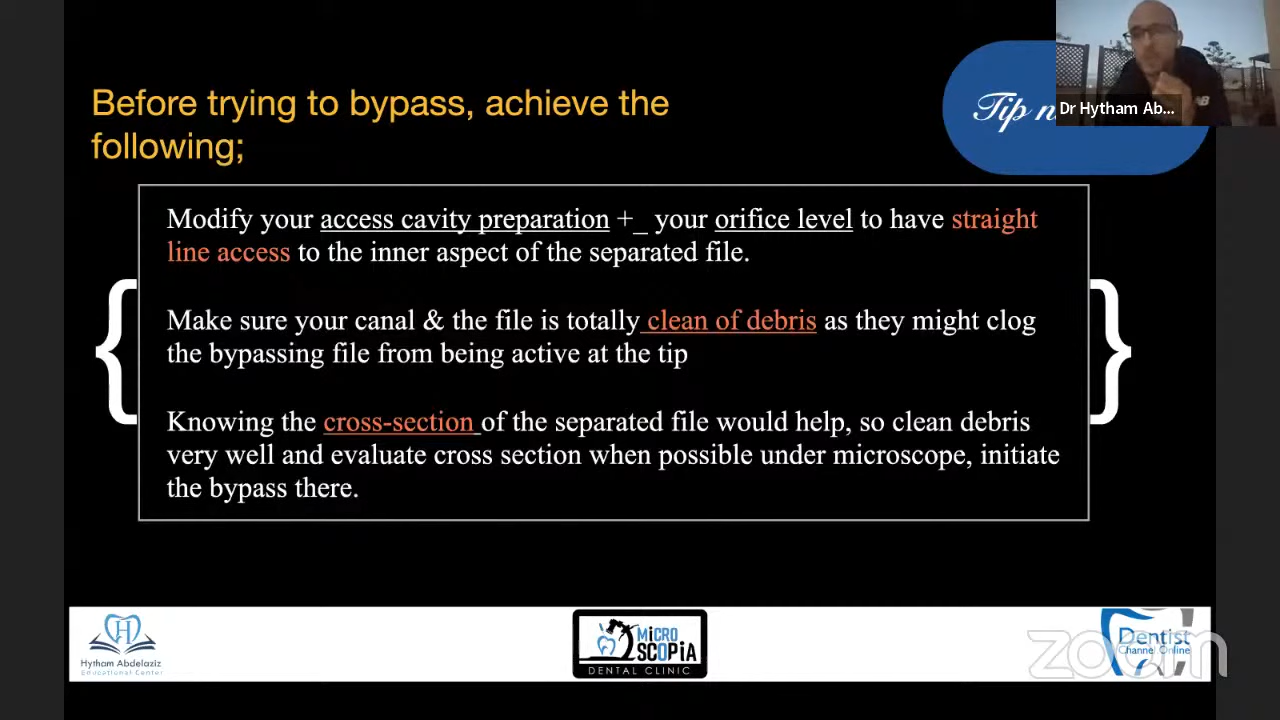 Before trying to bypass, achieve the
following;
Tip n
Dr Hytham Ab...
Modify your access cavity preparation +_ your orifice level to have straight
line access to the inner aspect of the separated file.
Make sure your canal & the file is totally clean of debris as they might clog
the bypassing file from being active at the tip
Knowing the cross-section of the separated file would help, so clean debris
very well and evaluate cross section when possible under microscope, initiate
the bypass there.
Hytham Abdelaziz
Educational Center
MiCRO
SCOPiA
DENTAL CLINIC
Dentist
Channel Online
zoom